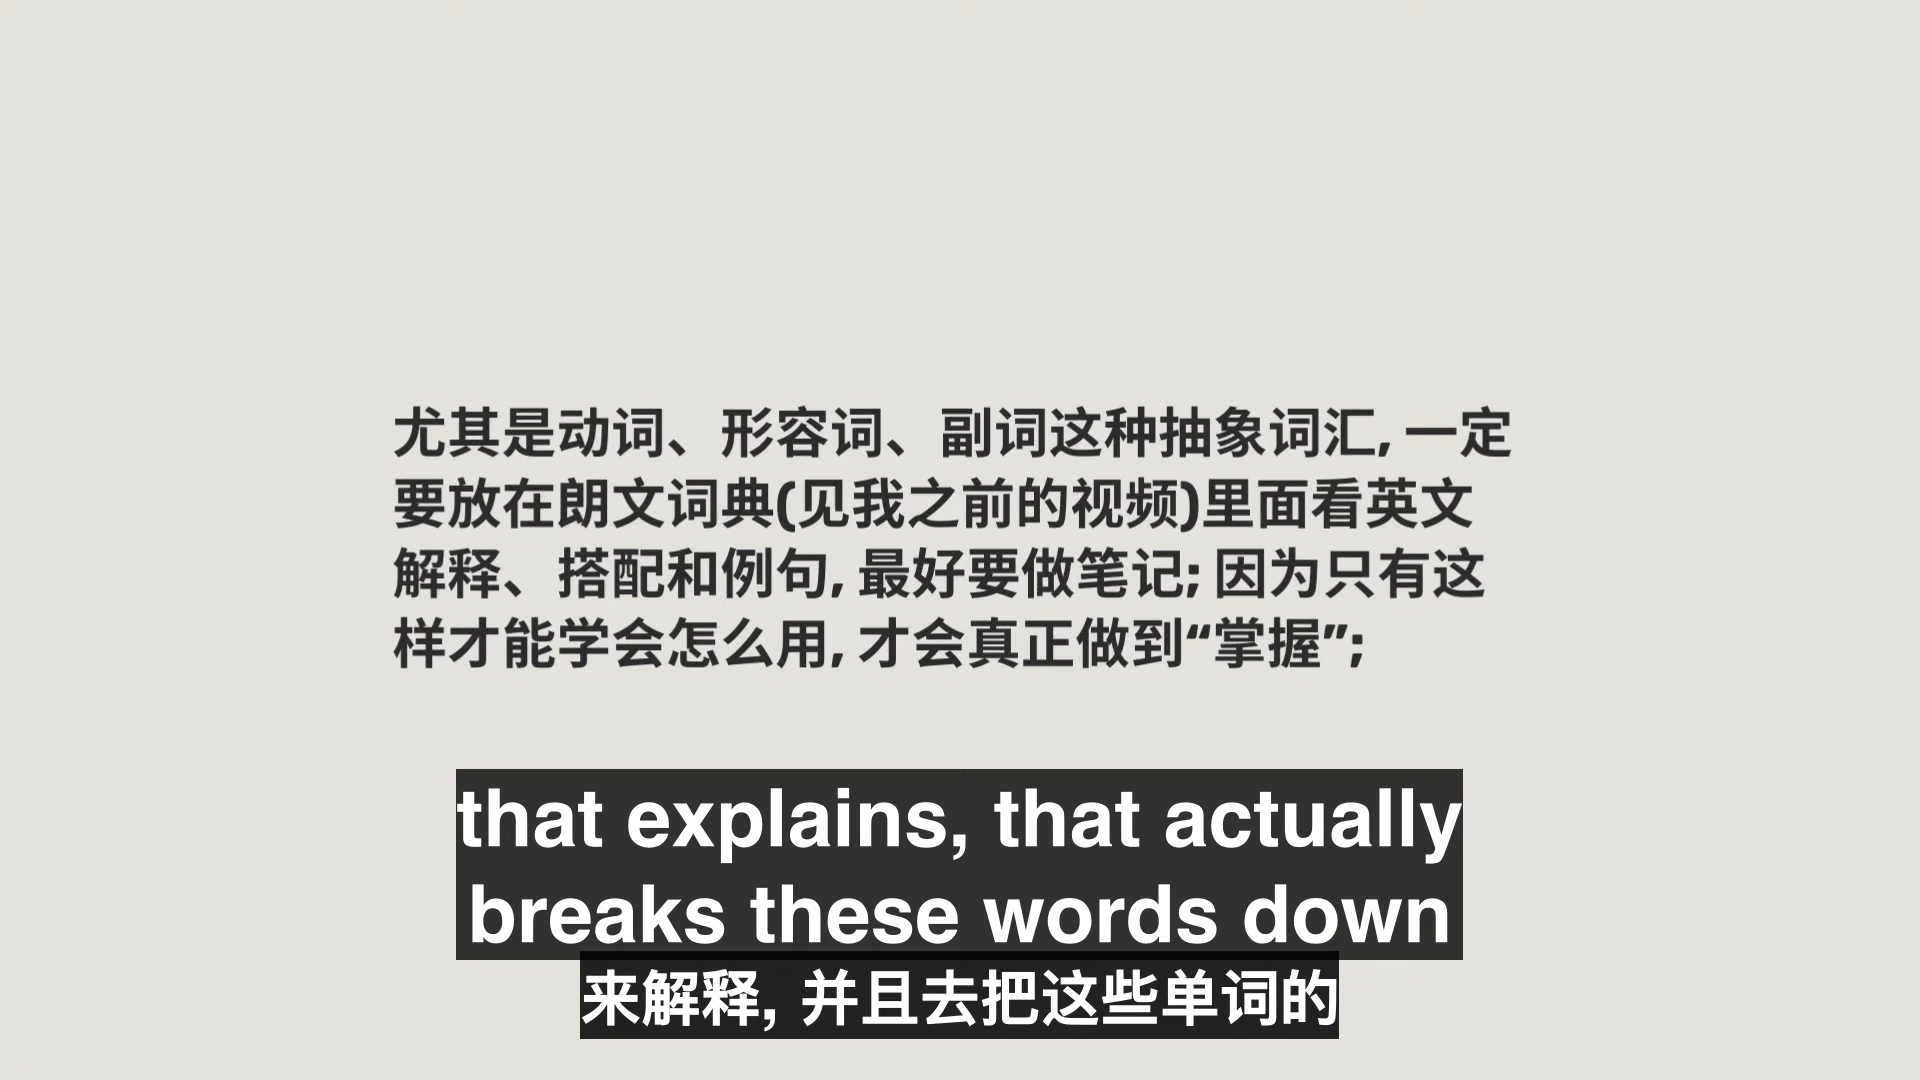 尤其是动词、形容词、副词这种抽象词汇, 一定
要放在朗文词典(见我之前的视频)里面看英文
解释、搭配和例句, 最好要做笔记; 因为只有这
样才能学会怎么用, 才会真正做到“掌握”;
that explains, that actually
breaks these words down
来解释, 并且去把这些单词的